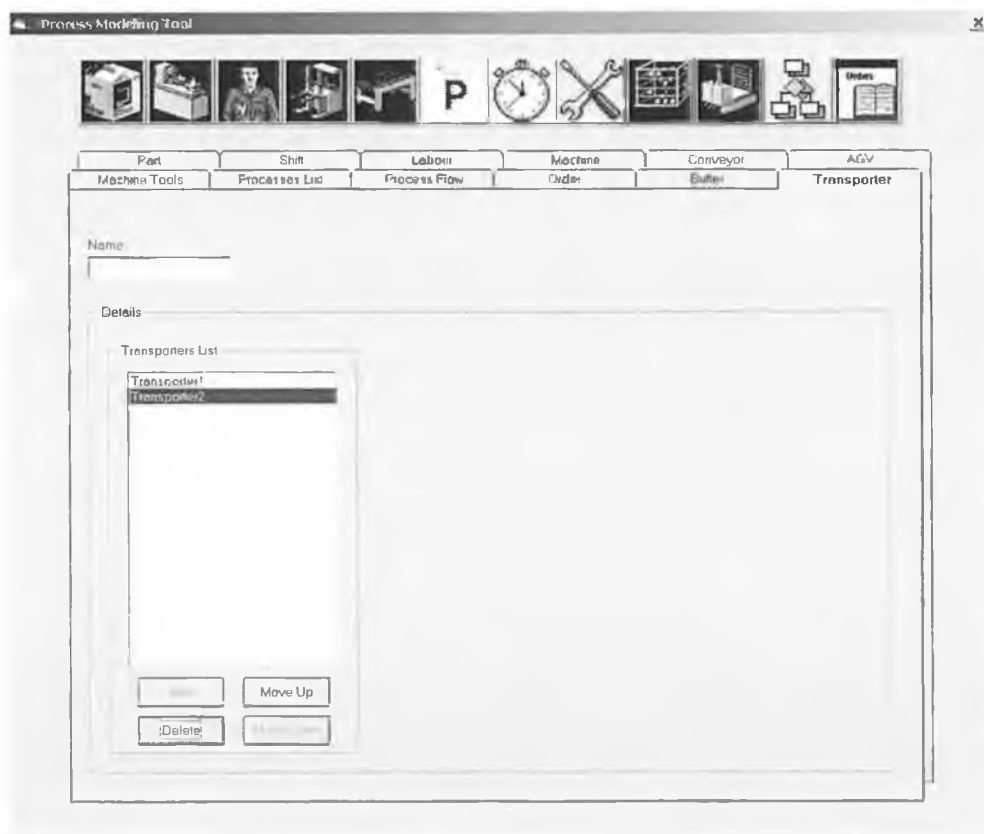 Process Modeling Tool
P
Orders
Part Shift Labour Machine Conveyor AGV
Machine Tools Processes List Process Flow Order Buffer Transporter
Name
Details
Transporters List
Transporter1
Transporter2
Move Up
Delete